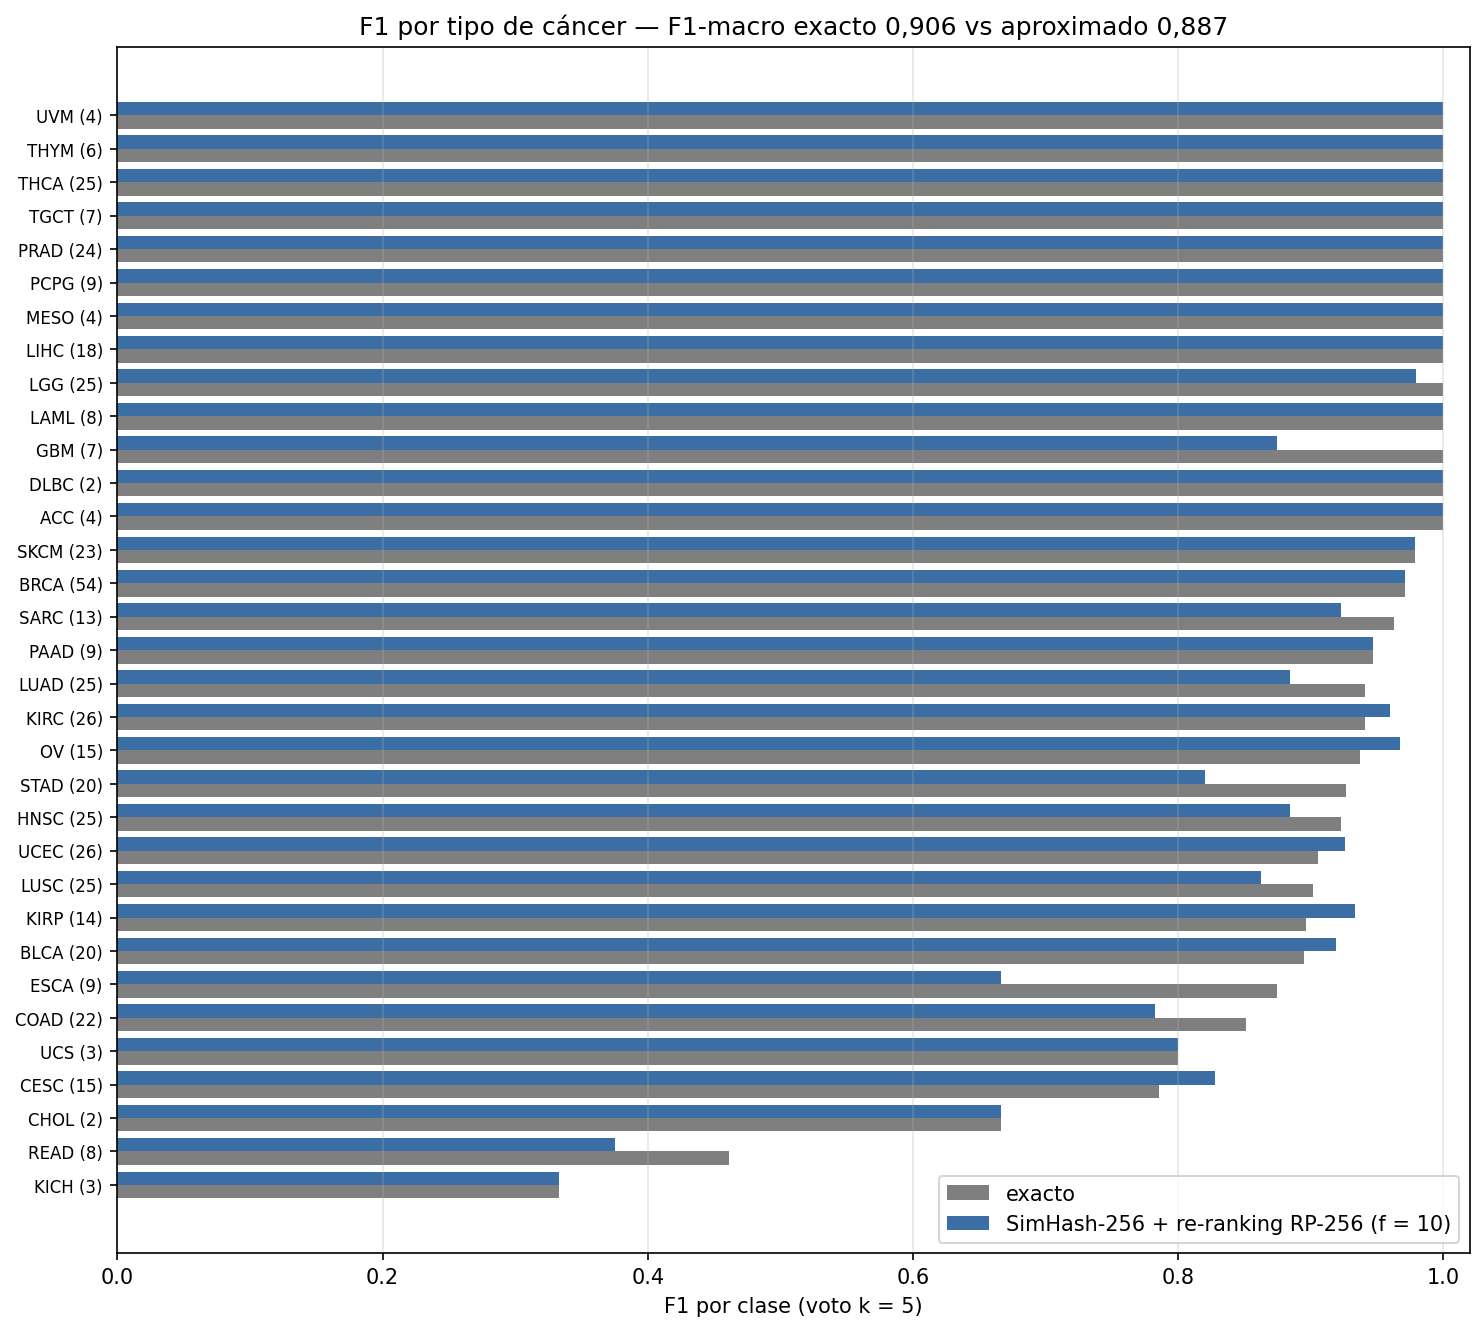 F1 por tipo de cáncer — F1-macro exacto 0,906 vs aproximado 0,887
UVM (4)
THYM (6)
THCA (25)
TGCT (7)
PRAD (24)
PCPG (9)
MESO (4)
LIHC (18)
LGG (25)
LAML (8)
GBM (7)
DLBC (2)
ACC (4)
SKCM (23)
BRCA (54)
SARC (13)
PAAD (9)
LUAD (25)
KIRC (26)
OV (15)
STAD (20)
HNSC (25)
UCEC (26)
LUSC (25)
KIRP (14)
BLCA (20)
ESCA (9)
COAD (22)
UCS (3)
CESC (15)
CHOL (2)
READ (8)
KICH (3)
exacto
SimHash-256 + re-ranking RP-256 (f = 10)
0.0 0.2 0.4 0.6 0.8 1.0
F1 por clase (voto k = 5)